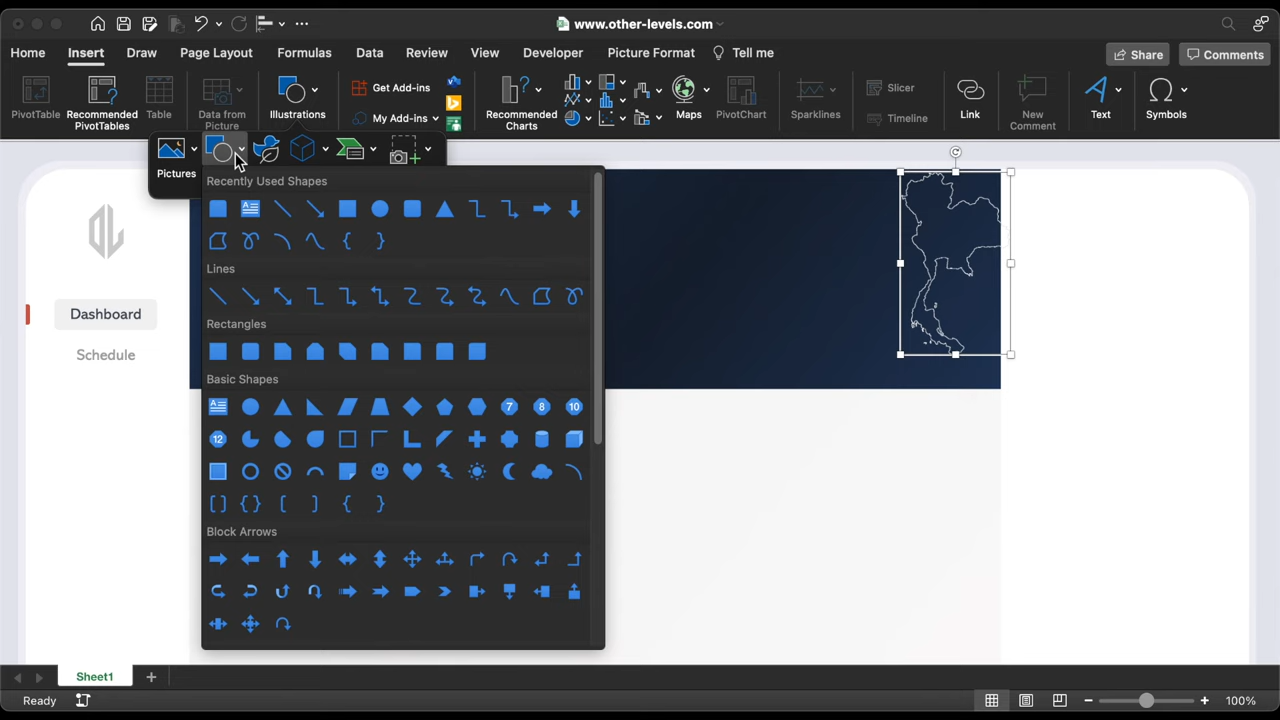 www.other-levels.com
Home Insert Draw Page Layout Formulas Data Review View Developer Picture Format Tell me Share Comments
PivotTable Recommended PivotTables Table Data from Picture Illustrations Get Add-ins My Add-ins Recommended Charts Maps PivotChart Sparklines Slicer Timeline Link New Comment Text Symbols
Pictures
Recently Used Shapes
A
Lines
Rectangles
Basic Shapes
A 7 8 10
12
Block Arrows
OL
Dashboard
Schedule
Sheet1
Ready 100%